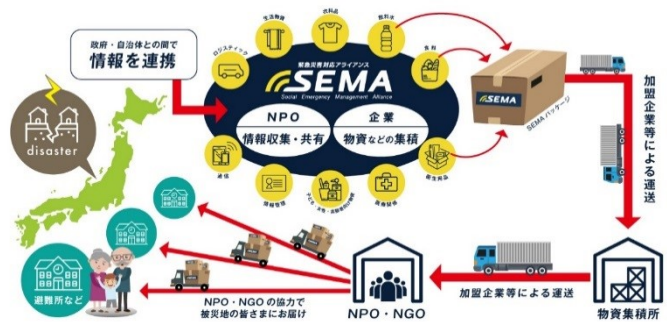 政府・自治体との間で
情報を連携
disaster
ロジスティック
生活物資
衣料品
飲料水
食料
緊急災害対応アライアンス
SEMA
Social Emergency Management Alliance
NPO
情報収集・共有
企業
物資などの集積
通信
情報管理
医療関係
衛生用品
SEMA
SEMAパッケージ
加盟企業等による運送
物資集積所
加盟企業等による運送
NPO・NGO
NPO・NGOの協力で
被災地の皆さまにお届け
避難所など